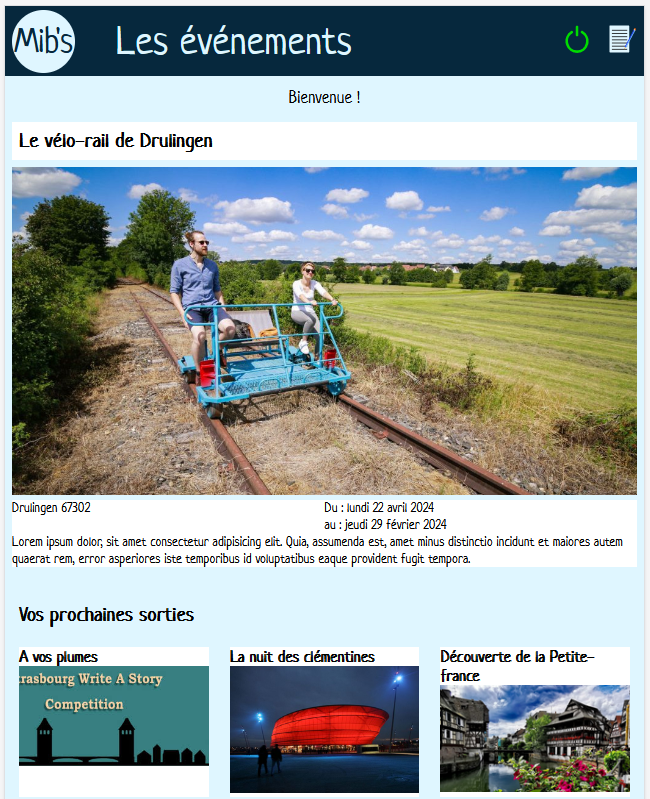 Mib's
Les événements
Bienvenue !
Le vélo-rail de Drulingen
Drulingen 67302
Du : lundi 22 avril 2024
au : jeudi 29 février 2024
Lorem ipsum dolor, sit amet consectetur adipisicing elit. Quia, assumenda est, amet minus distinctio incidunt et maiores autem
quaerat rem, error asperiores iste temporibus id voluptatibus eaque provident fugit tempora.
Vos prochaines sorties
A vos plumes
rasbourg Write A Story
Competition
La nuit des clémentines
Découverte de la Petite-
france